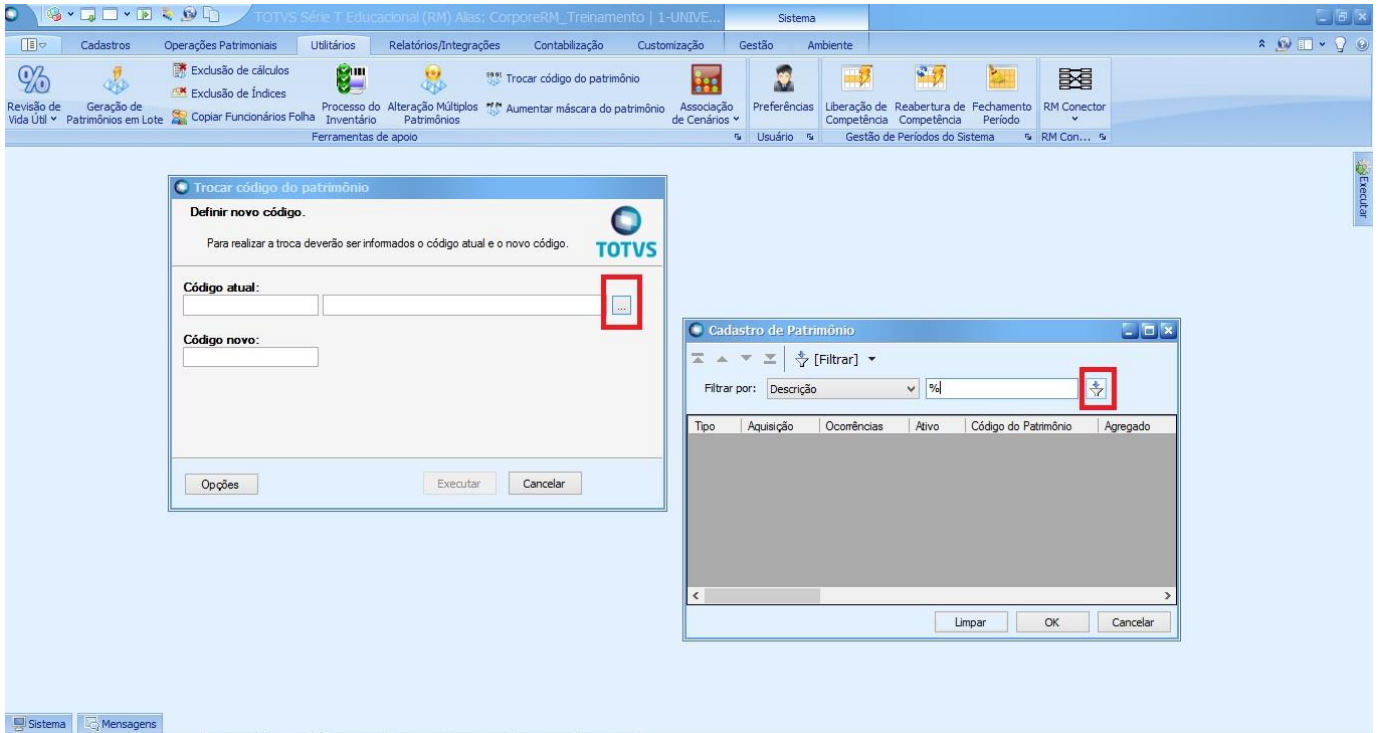 TOTVS Série T Educacional (RM) Alias: CorporeRM_Treinamento | 1-UNIVE...
Sistema
Cadastros Operações Patrimoniais Utilitários Relatórios/Integrações Contabilização Customização Gestão Ambiente
Revisão de Vida Útil
Geração de Patrimônios em Lote
Exclusão de cálculos
Exclusão de Índices
Copiar Funcionários Folha
Processo do Inventário
Alteração Múltiplos Patrimônios
Trocar código do patrimônio
Aumentar máscara do patrimônio
Associação de Cenários
Preferências
Liberação de Competência
Reabertura de Competência
Fechamento Período
RM Conector
Ferramentas de apoio
Usuário
Gestão de Períodos do Sistema
RM Con...
Executar
Trocar código do patrimônio
Definir novo código.
Para realizar a troca deverão ser informados o código atual e o novo código.
TOTVS
Código atual:
...
Código novo:
Opções Executar Cancelar
Cadastro de Patrimônio
[Filtrar]
Filtrar por: Descrição %
Tipo Aquisição Ocorrências Ativo Código do Patrimônio Agregado
Limpar OK Cancelar
Sistema Mensagens